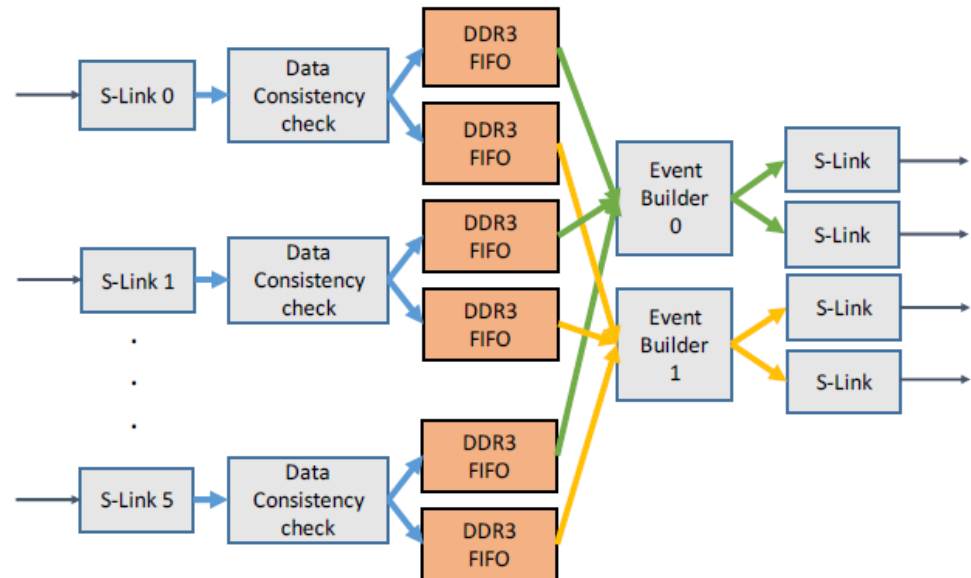 S-Link 0
Data
Consistency
check
DDR3
FIFO
DDR3
FIFO
S-Link 1
Data
Consistency
check
DDR3
FIFO
DDR3
FIFO
.
.
.
S-Link 5
Data
Consistency
check
DDR3
FIFO
DDR3
FIFO
Event
Builder
0
Event
Builder
1
S-Link
S-Link
S-Link
S-Link